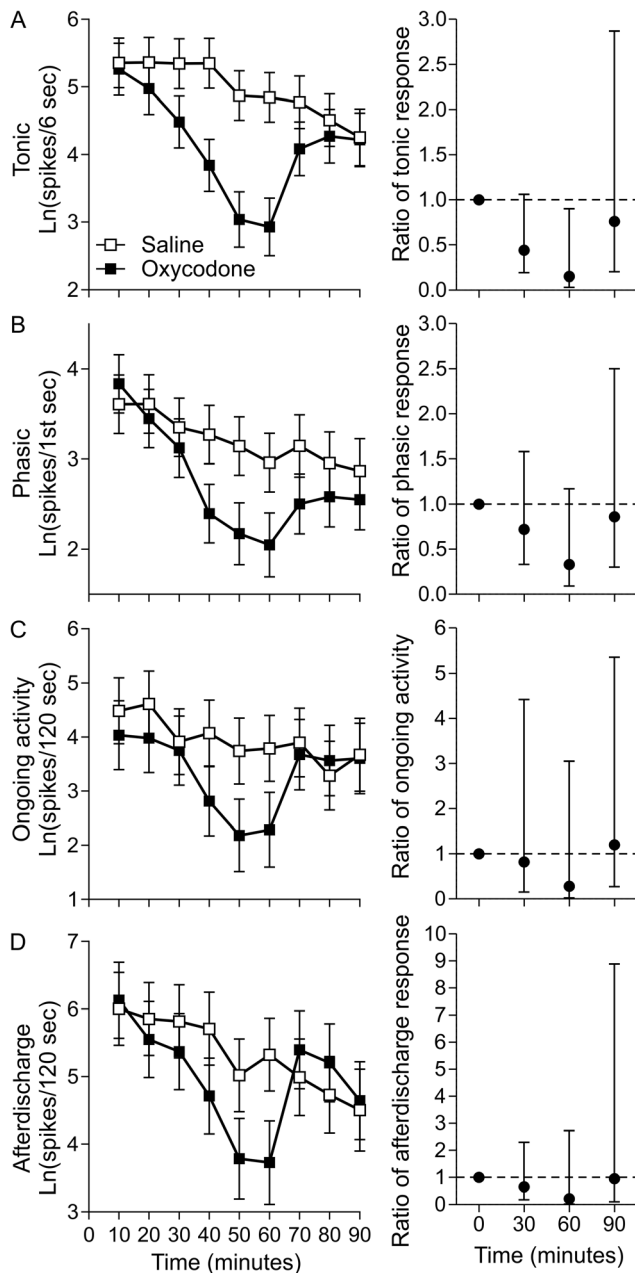 A
Tonic
Ln(spikes/6 sec)
6
5
4
3
2
Saline
Oxycodone
Ratio of tonic response
3.0
2.5
2.0
1.5
1.0
0.5
0.0
B
Phasic
Ln(spikes/1st sec)
4
3
2
Ratio of phasic response
3.0
2.5
2.0
1.5
1.0
0.5
0.0
C
Ongoing activity
Ln(spikes/120 sec)
6
5
4
3
2
1
Ratio of ongoing activity
6
5
4
3
2
1
0
D
Afterdischarge
Ln(spikes/120 sec)
7
6
5
4
3
0 10 20 30 40 50 60 70 80 90
Time (minutes)
Ratio of afterdischarge response
10
9
8
7
6
5
4
3
2
1
0
0 30 60 90
Time (minutes)